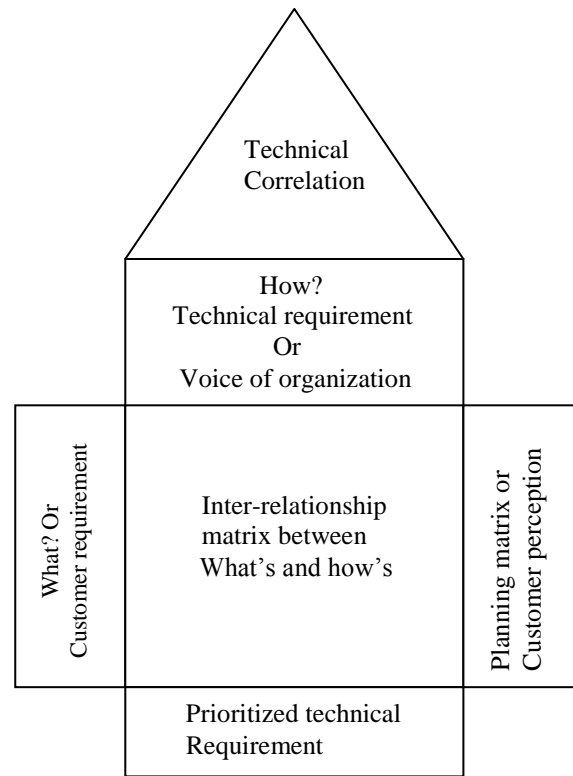 Technical
Correlation
How?
Technical requirement
Or
Voice of organization
What? Or
Customer requirement
Inter-relationship
matrix between
What’s and how’s
Planning matrix or
Customer perception
Prioritized technical
Requirement